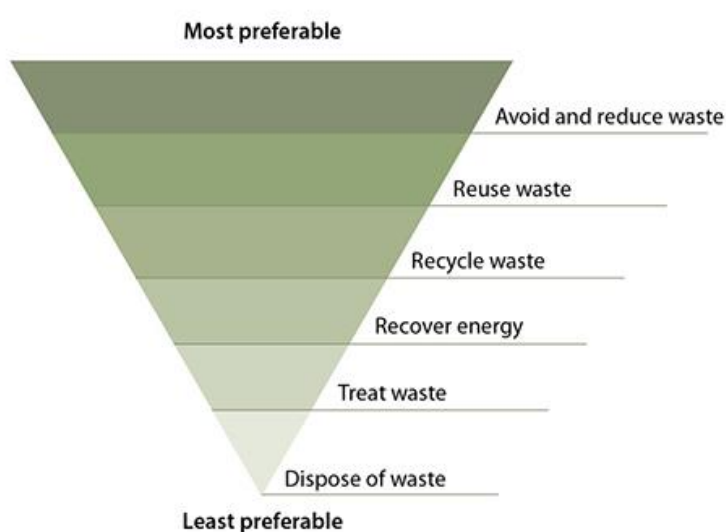 Most preferable
Avoid and reduce waste
Reuse waste
Recycle waste
Recover energy
Treat waste
Dispose of waste
Least preferable